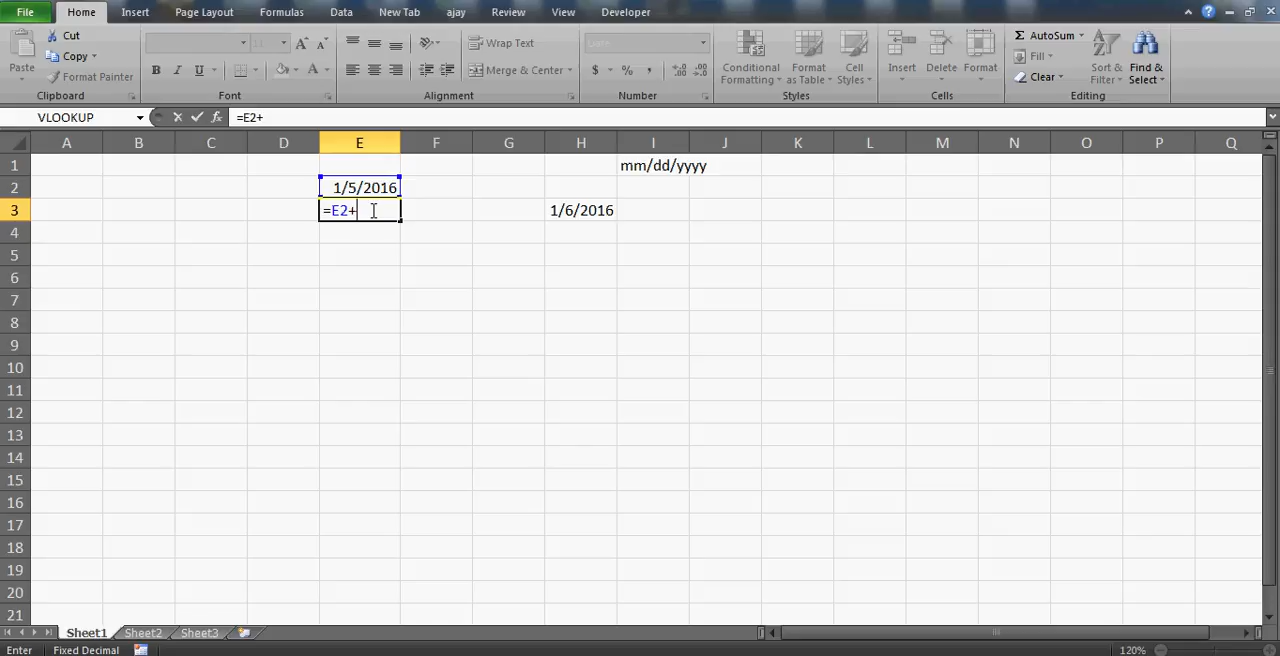 File Home Insert Page Layout Formulas Data New Tab ajay Review View Developer
Cut
Copy
Format Painter
Paste
Clipboard
11
B I U
A A
A
Font
Wrap Text
Merge & Center
Alignment
Date
$ % ,
Number
Conditional Formatting
Format as Table
Cell Styles
Styles
Insert Delete Format
Cells
Σ AutoSum
Fill
Clear
Sort & Filter
Find & Select
Editing
VLOOKUP fx =E2+
A B C D E F G H I J K L M N O P Q
1 mm/dd/yyyy
2 1/5/2016
3 =E2+ 1/6/2016
4
5
6
7
8
9
10
11
12
13
14
15
16
17
18
19
20
21
Sheet1 Sheet2 Sheet3
Enter Fixed Decimal 120%